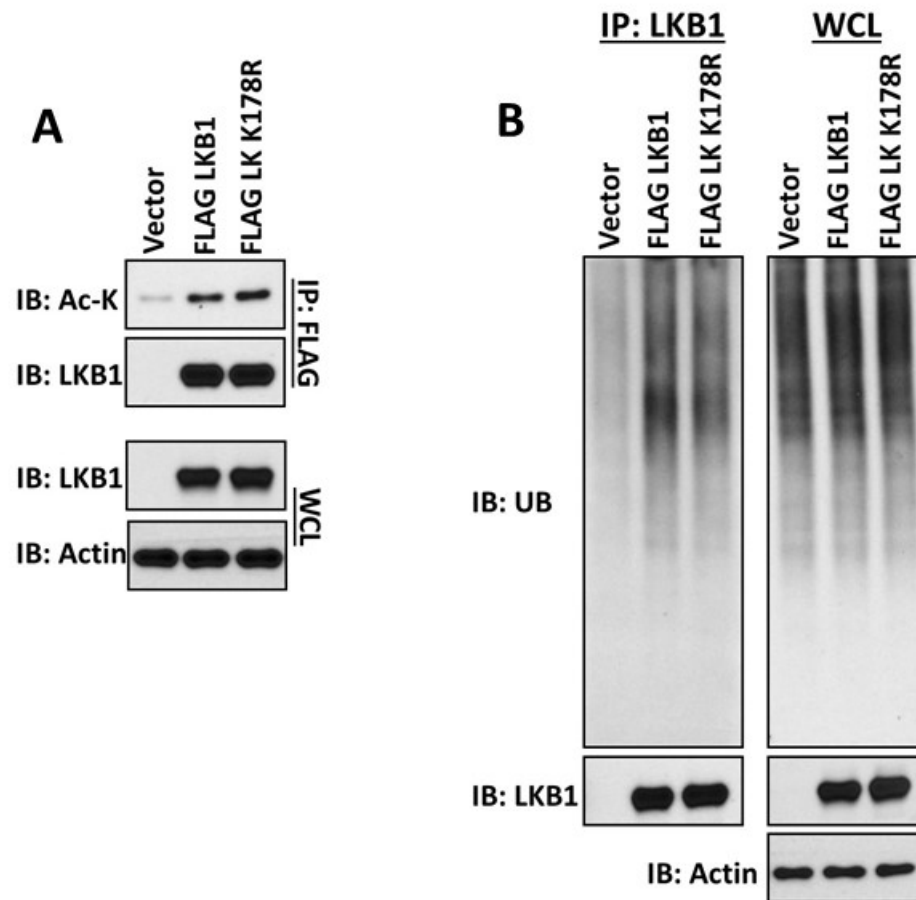 A
Vector
FLAG LKB1
FLAG LK K178R
IB: Ac-K
IB: LKB1
IP: FLAG
IB: LKB1
IB: Actin
WCL
B
IP: LKB1
WCL
Vector
FLAG LKB1
FLAG LK K178R
Vector
FLAG LKB1
FLAG LK K178R
IB: UB
IB: LKB1
IB: Actin